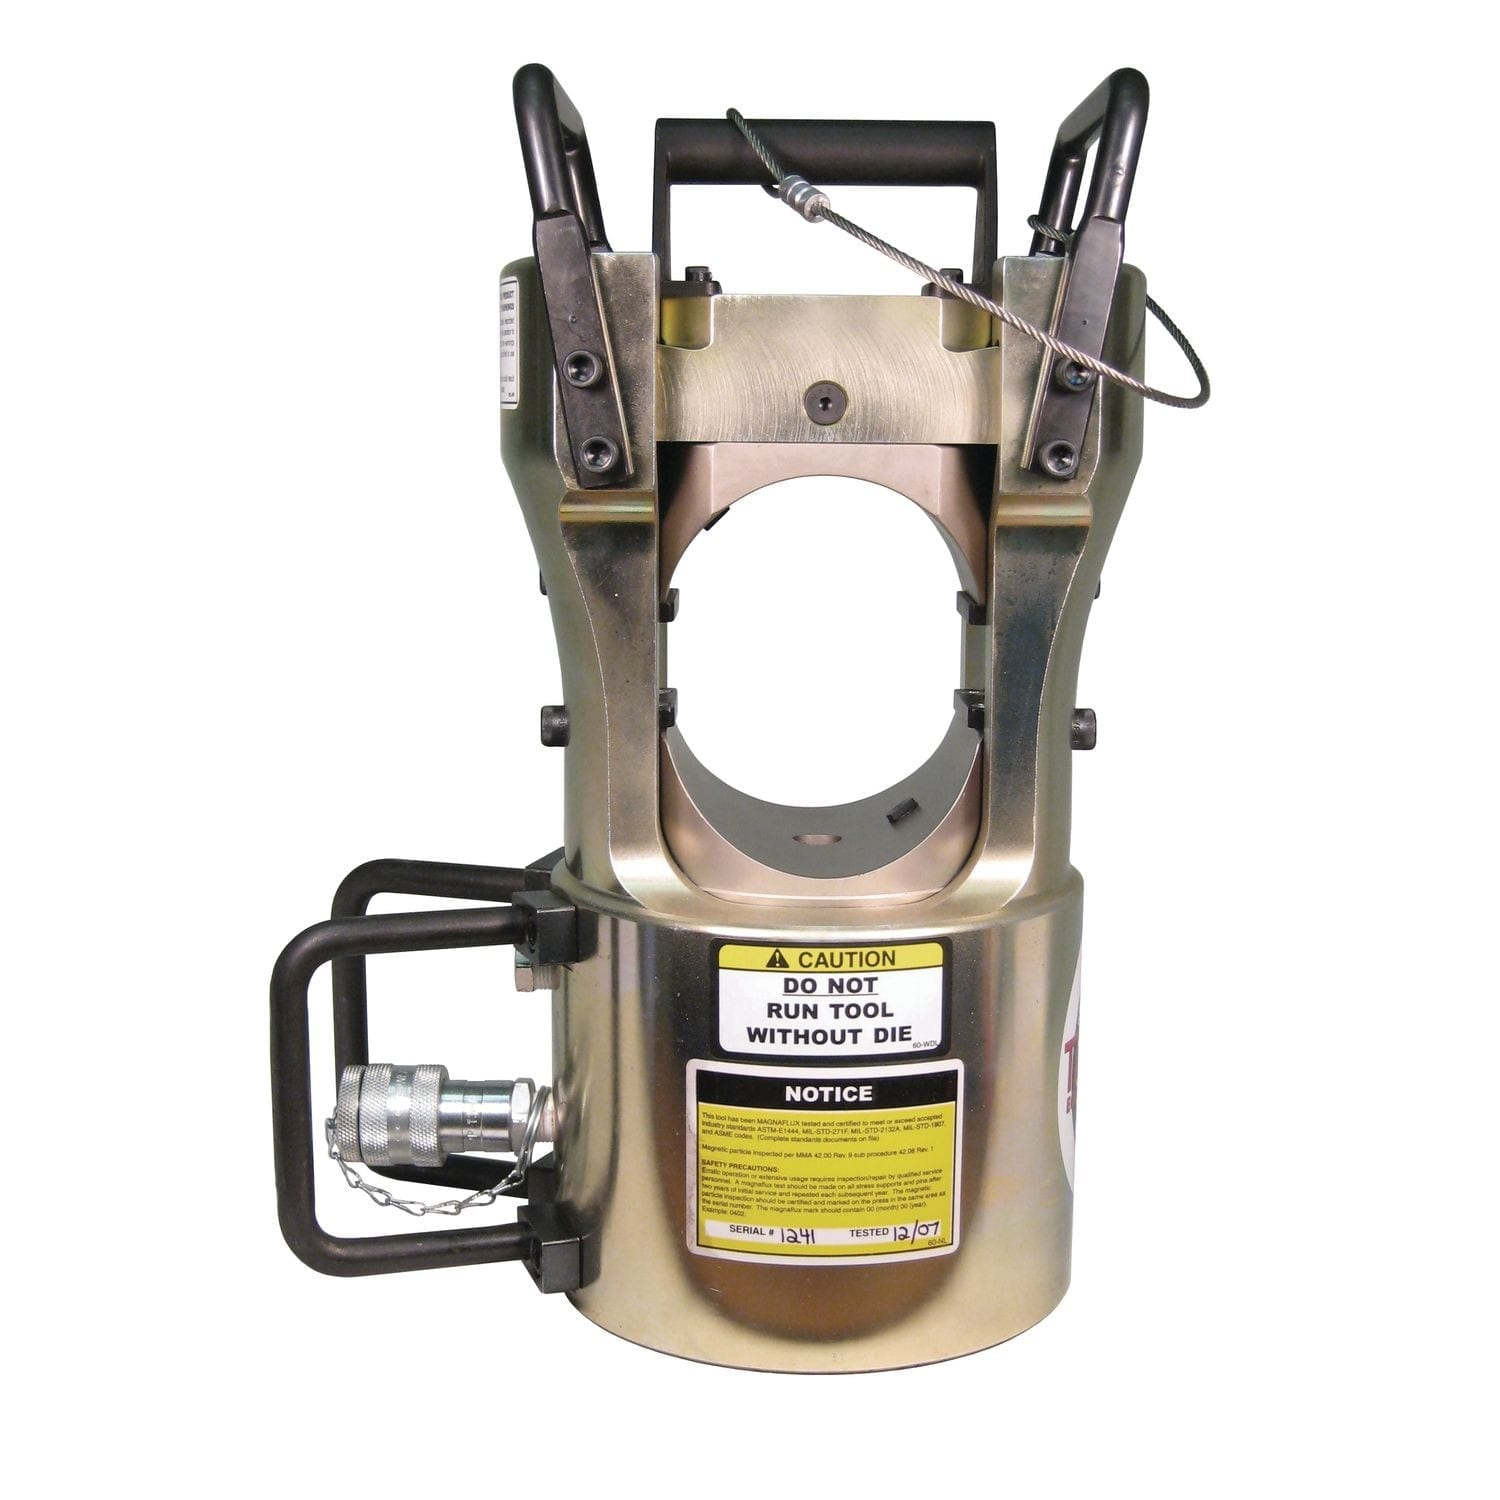 CAUTION
DO NOT
RUN TOOL
WITHOUT DIE
60-WDL
NOTICE
This tool has been MAGNAFLUX tested and certified to meet or exceed accepted
industry standards ASTM-E1444, MIL-STD-271F, MIL-STD-2132A, MIL-STD-1907,
and ASME codes. (Complete standards documents on file)
Magnetic particle inspected per MMA 42.00 Rev. 9 sub procedure 42.08 Rev. 1
SAFETY PRECAUTIONS:
Erratic operation or extensive usage requires inspection/repair by qualified service
personnel. A magnaflux test should be made on all stress supports and pins after
two years of initial service and repeated each subsequent year. The magnetic
particle inspection should be certified and marked on the press in the same area as
the serial number. The magnaflux mark should contain 00 (month) 00 (year).
Example: 0402.
SERIAL # 1241 TESTED 12/07
60-NL